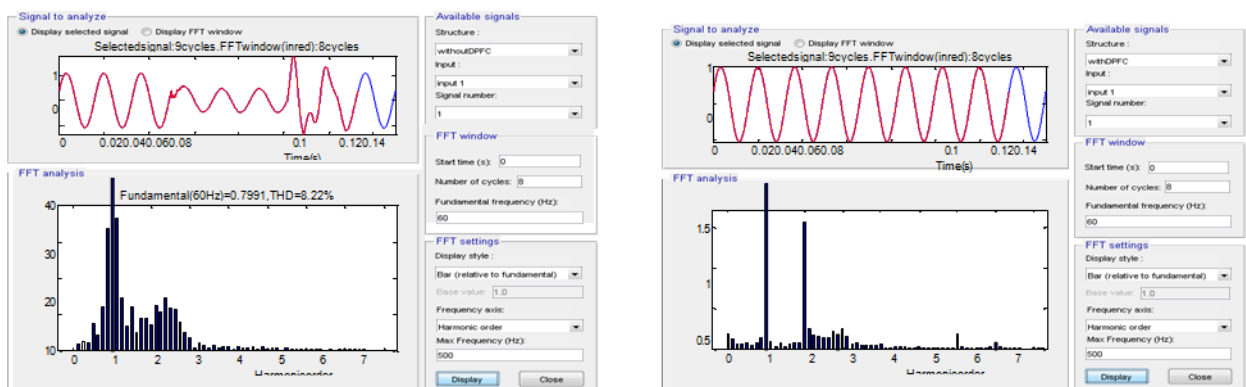 Signal to analyze
Display selected signal Display FFT window
Selectedsignal:9cycles.FFTwindow(inred):8cycles
1
0
0 0.020.040.060.08 0.1 0.120.14
Time(s)
FFT analysis
Fundamental(60Hz)=0.7991,THD=8.22%
40
30
20
10
0 1 2 3 4 5 6 7
Harmonicorder
Available signals
Structure :
withoutDPFC
Input :
input 1
Signal number:
1
FFT window
Start time (s): 0
Number of cycles: 8
Fundamental frequency (Hz):
60
FFT settings
Display style :
Bar (relative to fundamental)
Base value: 1.0
Frequency axis:
Harmonic order
Max Frequency (Hz):
500
Display Close
Signal to analyze
Display selected signal Display FFT window
Selectedsignal:9cycles.FFTwindow(inred):8cycles
1
0
0 0.020.040.060.08 0.1 0.120.14
Time(s)
FFT analysis
1.5
1
0.5
0 1 2 3 4 5 6 7
Harmonicorder
Available signals
Structure :
withDPFC
Input :
input 1
Signal number:
1
FFT window
Start time (s): 0
Number of cycles: 8
Fundamental frequency (Hz):
60
FFT settings
Display style :
Bar (relative to fundamental)
Base value: 1.0
Frequency axis:
Harmonic order
Max Frequency (Hz):
500
Display Close